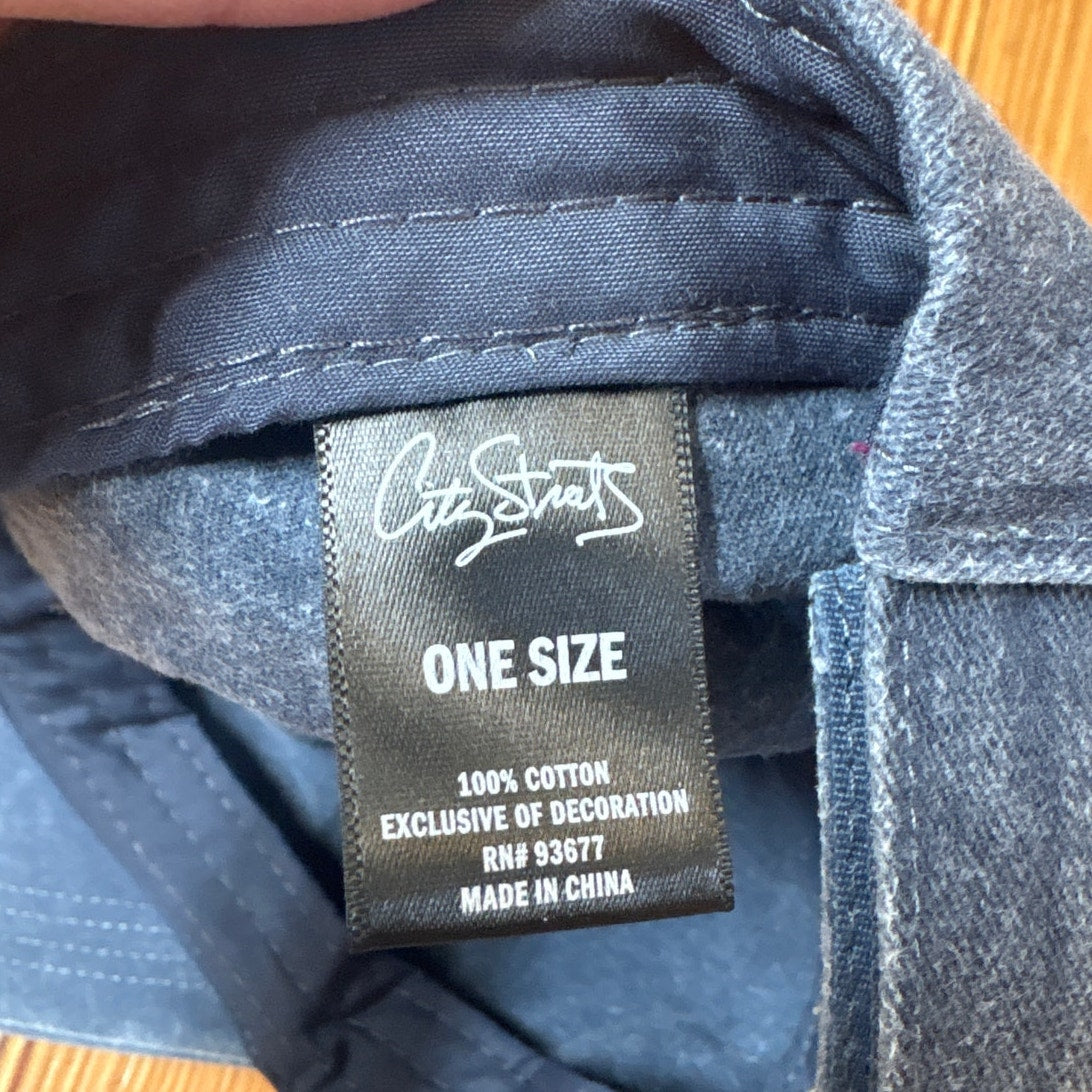 City Streets
ONE SIZE
100% COTTON
EXCLUSIVE OF DECORATION
RN# 93677
MADE IN CHINA